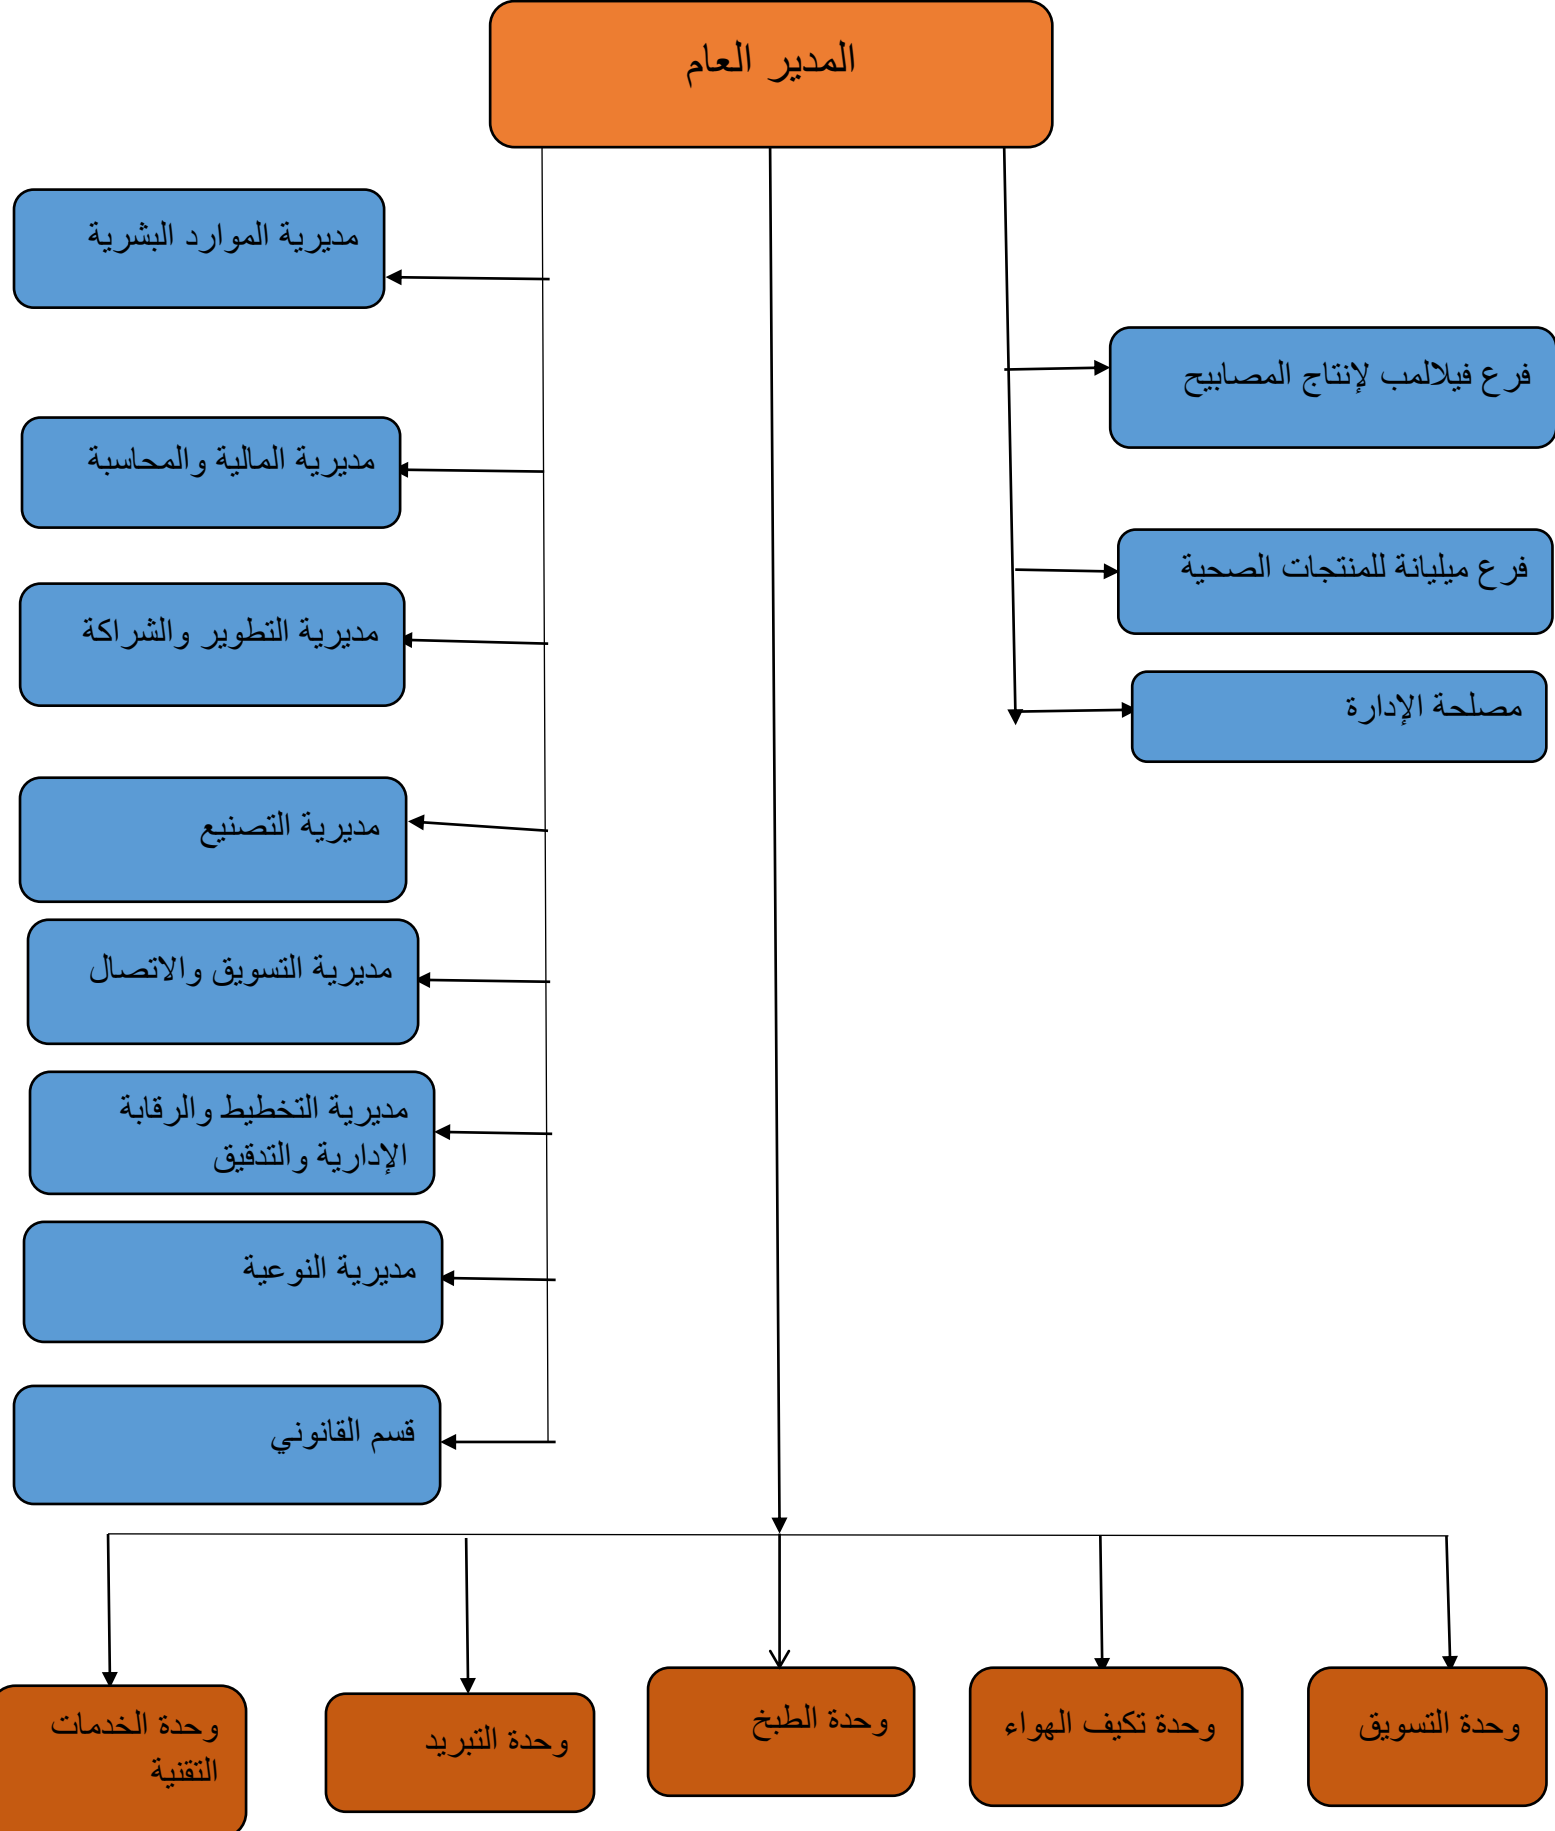 المدير العام
فرع فيلالمب لإنتاج المصابيح
فرع ميليانة للمنتجات الصحية
مصلحة الإدارة
مديرية الموارد البشرية
مديرية المالية والمحاسبة
مديرية التطوير والشراكة
مديرية التصنيع
مديرية التسويق والاتصال
مديرية التخطيط والرقابة
الإدارية والتدقيق
مديرية النوعية
قسم القانوني
وحدة التسويق
وحدة تكيف الهواء
وحدة الطبخ
وحدة التبريد
وحدة الخدمات
التقنية